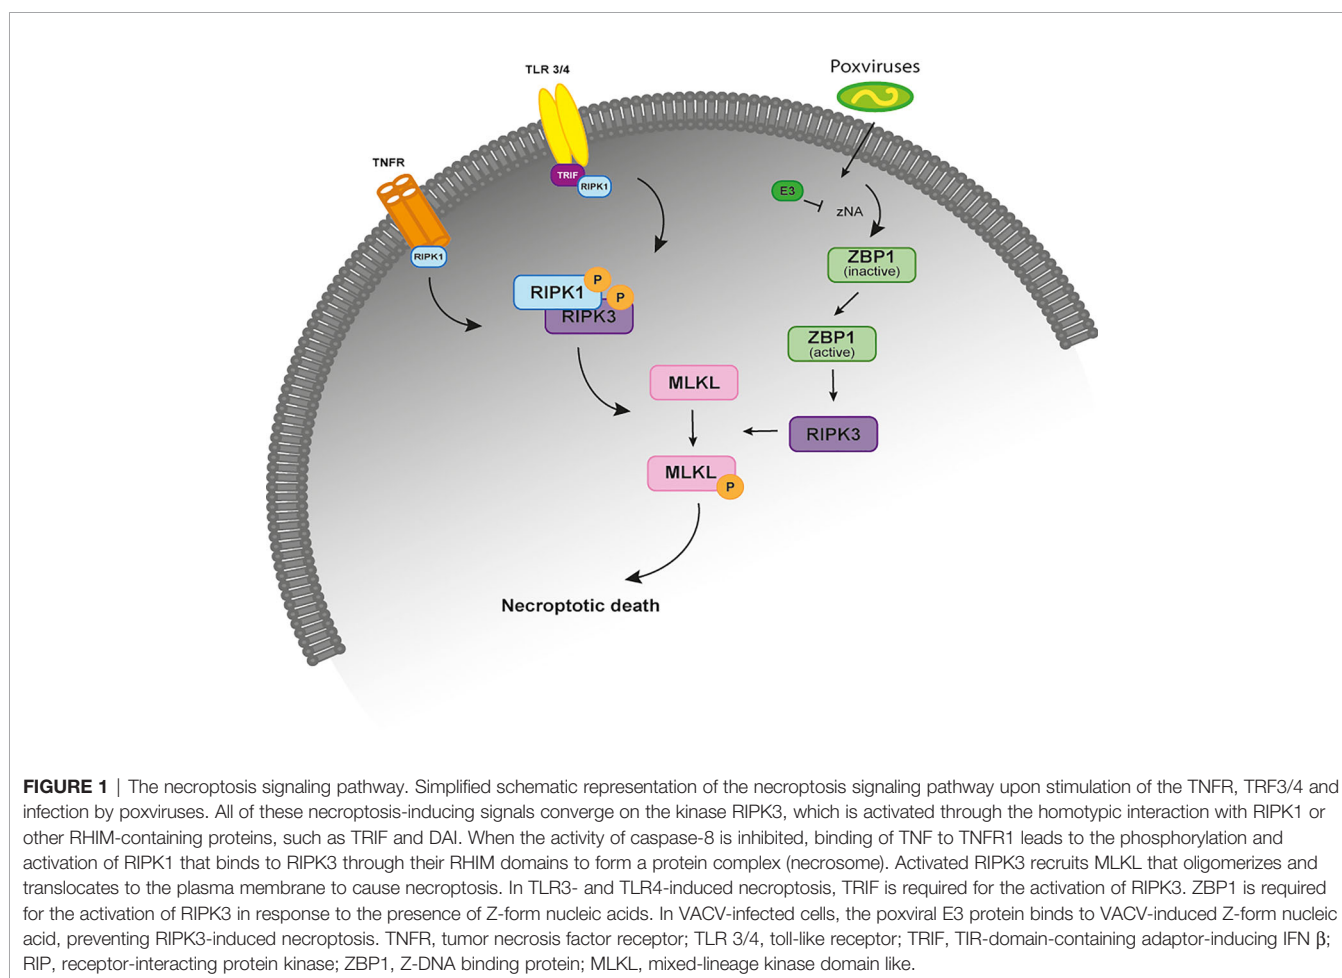 TLR 3/4
Poxviruses
TNFR
TRIF
RIPK1
E3
zNA
RIPK1
ZBP1
(inactive)
P
RIPK1
P
RIPK3
ZBP1
(active)
MLKL
RIPK3
MLKL
P
Necroptotic death
FIGURE 1 | The necroptosis signaling pathway. Simplified schematic representation of the necroptosis signaling pathway upon stimulation of the TNFR, TRF3/4 and
infection by poxviruses. All of these necroptosis-inducing signals converge on the kinase RIPK3, which is activated through the homotypic interaction with RIPK1 or
other RHIM-containing proteins, such as TRIF and DAI. When the activity of caspase-8 is inhibited, binding of TNF to TNFR1 leads to the phosphorylation and
activation of RIPK1 that binds to RIPK3 through their RHIM domains to form a protein complex (necrosome). Activated RIPK3 recruits MLKL that oligomerizes and
translocates to the plasma membrane to cause necroptosis. In TLR3- and TLR4-induced necroptosis, TRIF is required for the activation of RIPK3. ZBP1 is required
for the activation of RIPK3 in response to the presence of Z-form nucleic acids. In VACV-infected cells, the poxviral E3 protein binds to VACV-induced Z-form nucleic
acid, preventing RIPK3-induced necroptosis. TNFR, tumor necrosis factor receptor; TLR 3/4, toll-like receptor; TRIF, TIR-domain-containing adaptor-inducing IFN β;
RIP, receptor-interacting protein kinase; ZBP1, Z-DNA binding protein; MLKL, mixed-lineage kinase domain like.